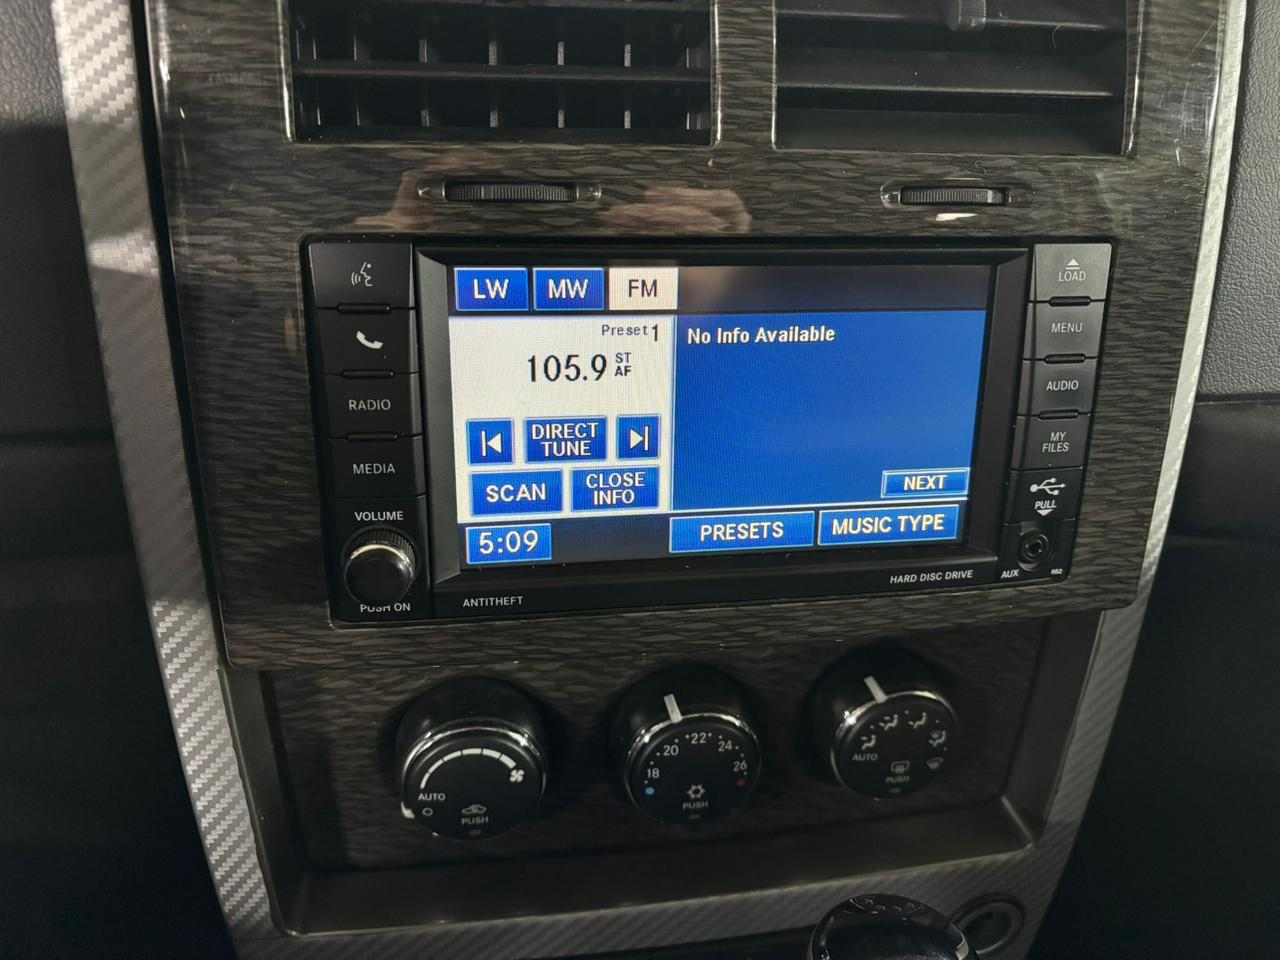 LW MW FM
Preset 1
105.9 ST AF
DIRECT TUNE
SCAN
CLOSE INFO
No Info Available
NEXT
5:09
PRESETS
MUSIC TYPE
RADIO
MEDIA
VOLUME
PUSH ON
ANTITHEFT
LOAD
MENU
AUDIO
MY FILES
PULL
AUX
RBZ
HARD DISC DRIVE
AUTO
PUSH
18 20 22 24 26
PUSH
AUTO
PUSH